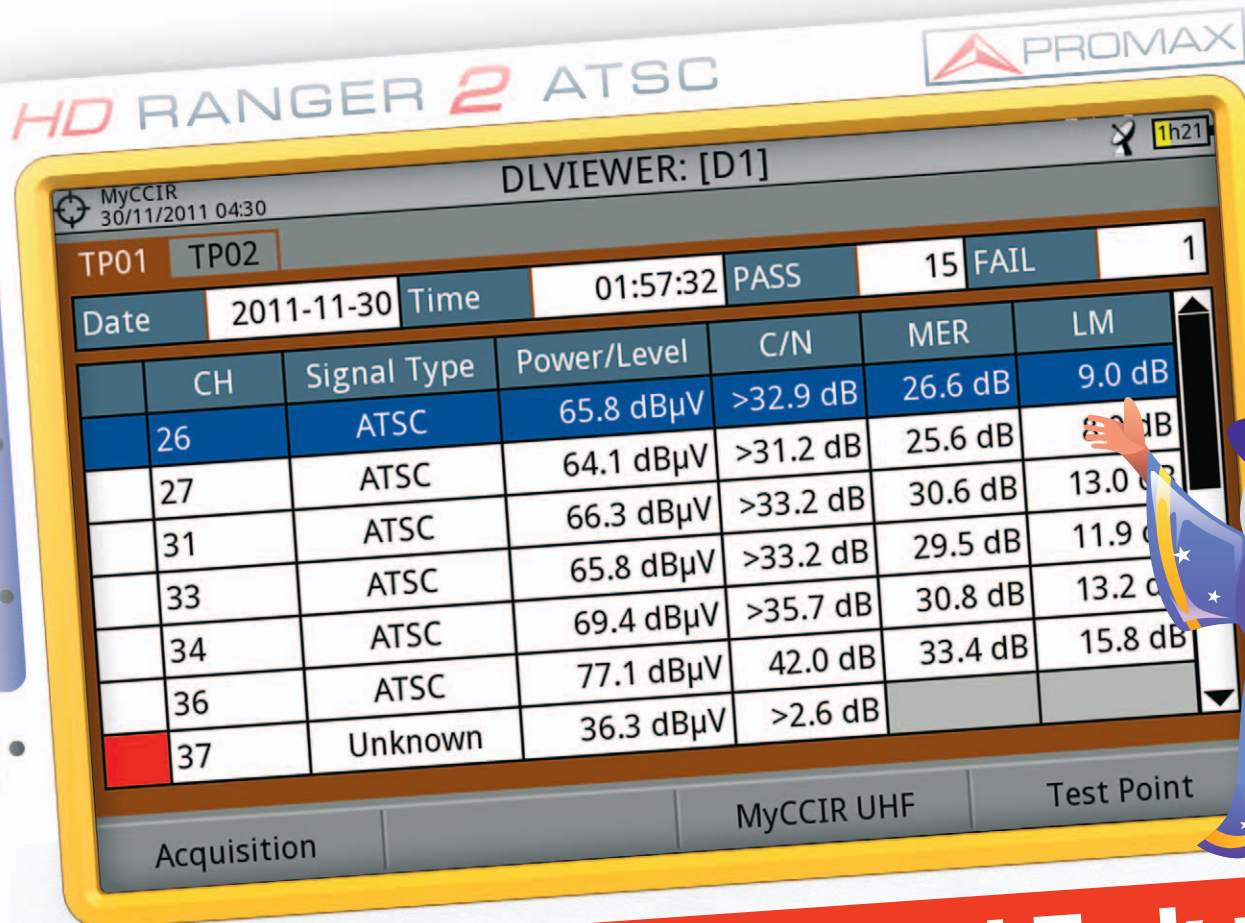 HD RANGER 2 ATSC
PROMAX
MyCCIR
30/11/2011 04:30
DLVIEWER: [D1]
1h21
TP01 TP02
Date 2011-11-30 Time 01:57:32 PASS 15 FAIL 1
CH Signal Type Power/Level C/N MER LM
26 ATSC 65.8 dBµV >32.9 dB 26.6 dB 9.0 dB
27 ATSC 64.1 dBµV >31.2 dB 25.6 dB dB
31 ATSC 66.3 dBµV >33.2 dB 30.6 dB 13.0
33 ATSC 65.8 dBµV >33.2 dB 29.5 dB 11.9
34 ATSC 69.4 dBµV >35.7 dB 30.8 dB 13.2
36 ATSC 77.1 dBµV 42.0 dB 33.4 dB 15.8 dB
37 Unknown 36.3 dBµV >2.6 dB
Acquisition MyCCIR UHF Test Point